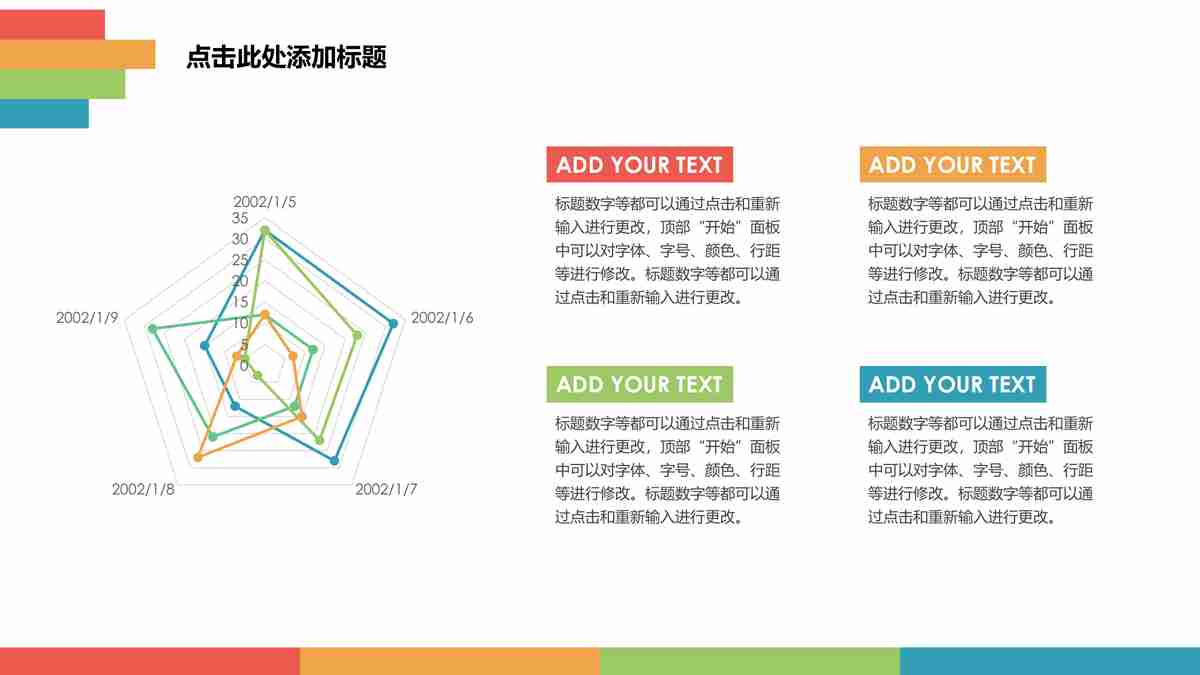 点击此处添加标题
2002/1/5
35
30
25
20
15
10
5
0
2002/1/6
2002/1/7
2002/1/8
2002/1/9
ADD YOUR TEXT
标题数字等都可以通过点击和重新
输入进行更改，顶部“开始”面板
中可以对字体、字号、颜色、行距
等进行修改。标题数字等都可以通
过点击和重新输入进行更改。
ADD YOUR TEXT
标题数字等都可以通过点击和重新
输入进行更改，顶部“开始”面板
中可以对字体、字号、颜色、行距
等进行修改。标题数字等都可以通
过点击和重新输入进行更改。
ADD YOUR TEXT
标题数字等都可以通过点击和重新
输入进行更改，顶部“开始”面板
中可以对字体、字号、颜色、行距
等进行修改。标题数字等都可以通
过点击和重新输入进行更改。
ADD YOUR TEXT
标题数字等都可以通过点击和重新
输入进行更改，顶部“开始”面板
中可以对字体、字号、颜色、行距
等进行修改。标题数字等都可以通
过点击和重新输入进行更改。